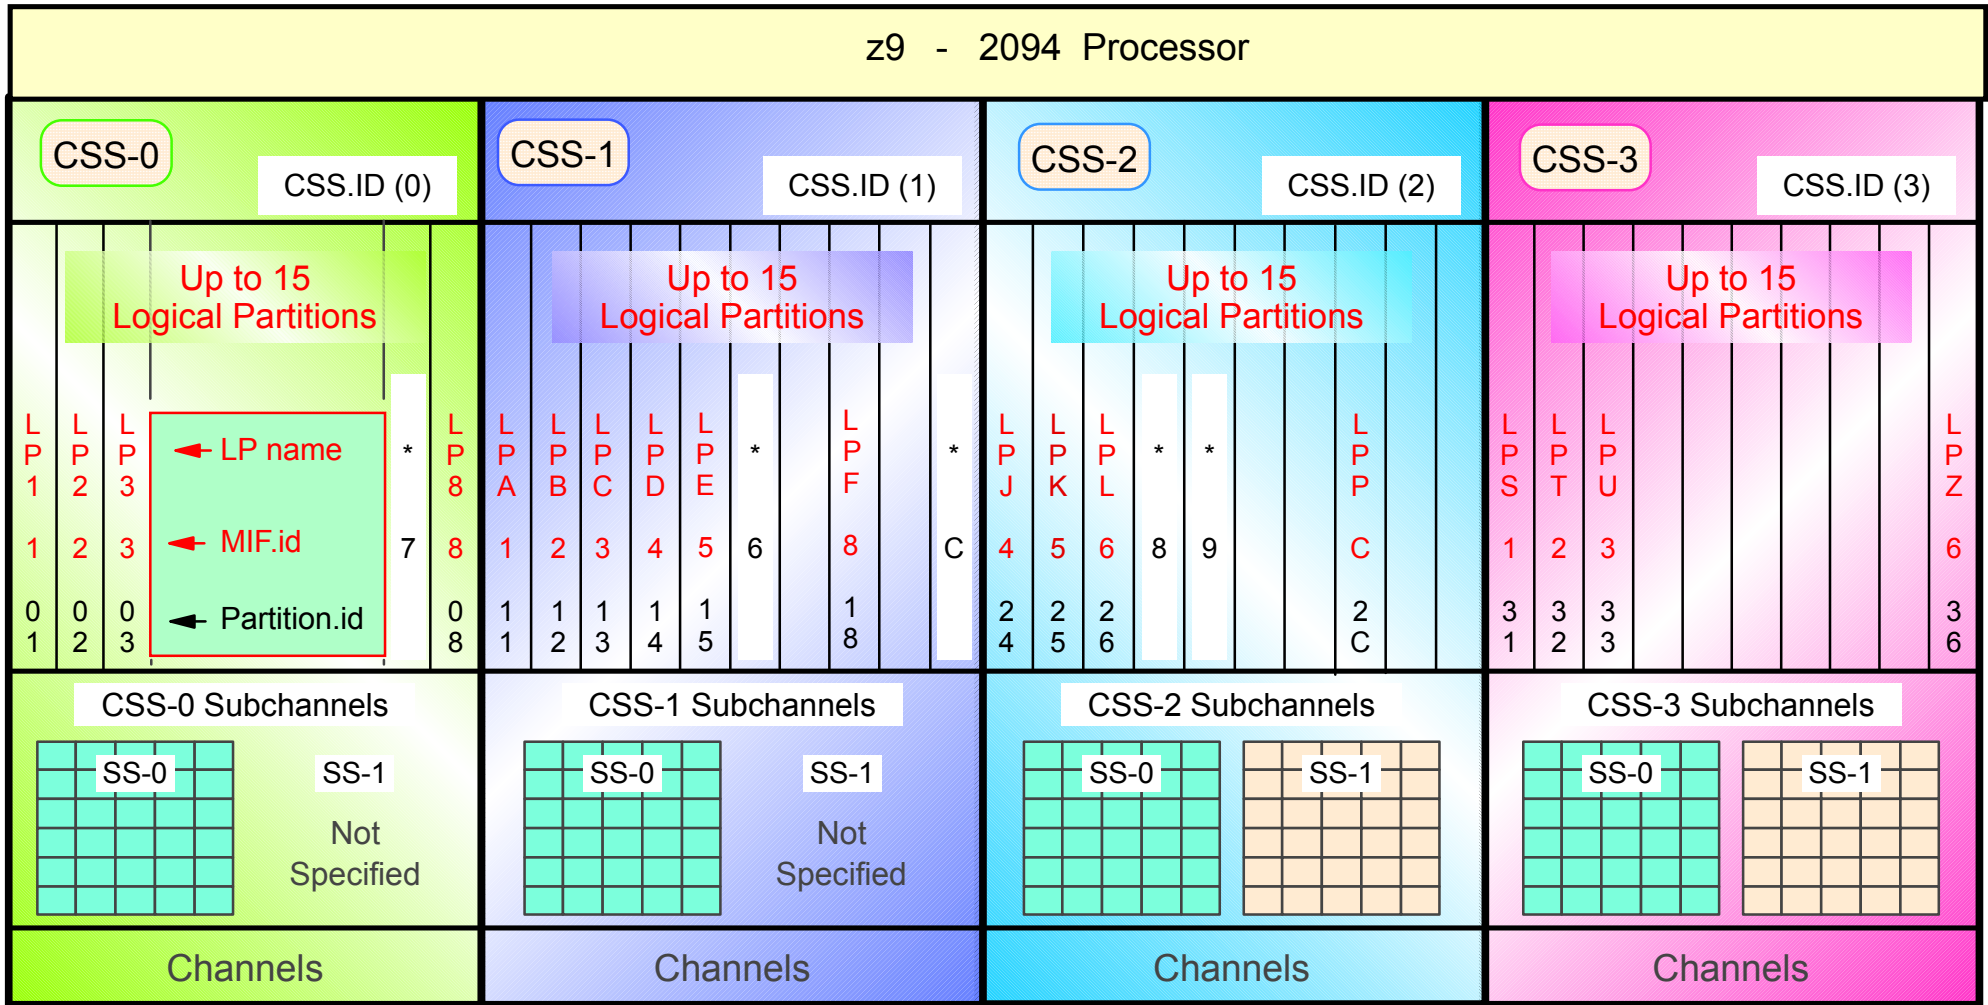 z9 - 2094 Processor
CSS-0
CSS.ID (0)
CSS-1
CSS.ID (1)
CSS-2
CSS.ID (2)
CSS-3
CSS.ID (3)
Up to 15
Logical Partitions
Up to 15
Logical Partitions
Up to 15
Logical Partitions
Up to 15
Logical Partitions
LP1 LP2 LP3 LP name * LP8
1 2 3 MIF.id 7 8
01 02 03 Partition.id 08
LPA LPB LPC LPD LPE * LPF *
1 2 3 4 5 6 8 C
11 12 13 14 15 18
LPJ LPK LPL * * LPP
4 5 6 8 9 C
24 25 26 2C
LPS LPT LPU LPZ
1 2 3 6
31 32 33 36
CSS-0 Subchannels
SS-0 SS-1
Not
Specified
CSS-1 Subchannels
SS-0 SS-1
Not
Specified
CSS-2 Subchannels
SS-0 SS-1
CSS-3 Subchannels
SS-0 SS-1
Channels
Channels
Channels
Channels